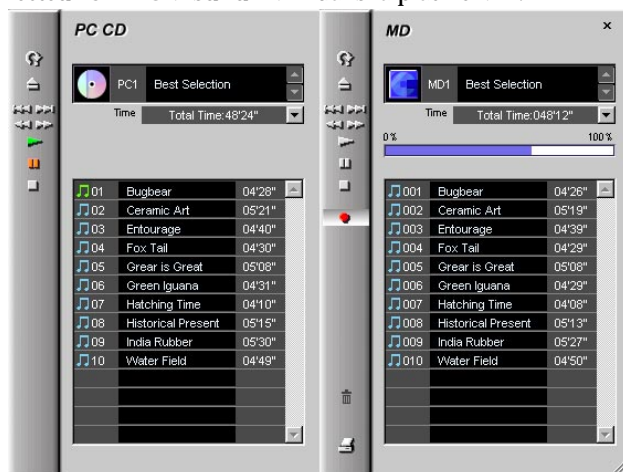 PC CD
PC1 Best Selection
Time Total Time:48'24"
01 Bugbear 04'28"
02 Ceramic Art 05'21"
03 Entourage 04'40"
04 Fox Tail 04'30"
05 Grear is Great 05'08"
06 Green Iguana 04'31"
07 Hatching Time 04'10"
08 Historical Present 05'15"
09 India Rubber 05'30"
10 Water Field 04'49"
MD
MD1 Best Selection
Time Total Time:048'12"
0% 100%
001 Bugbear 04'26"
002 Ceramic Art 05'19"
003 Entourage 04'39"
004 Fox Tail 04'29"
005 Grear is Great 05'08"
006 Green Iguana 04'29"
007 Hatching Time 04'08"
008 Historical Present 05'13"
009 India Rubber 05'27"
010 Water Field 04'50"